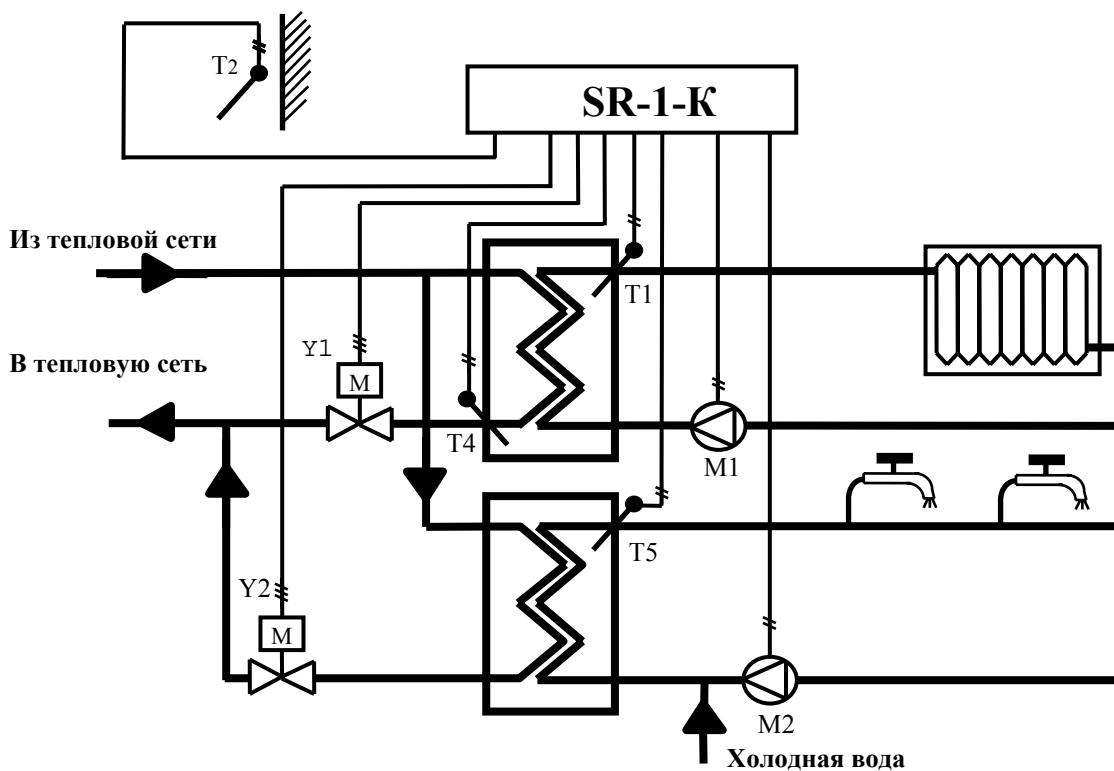 T2
SR-1-К
Из тепловой сети
T1
Y1
М
В тепловую сеть
T4
M1
T5
Y2
М
M2
Холодная вода